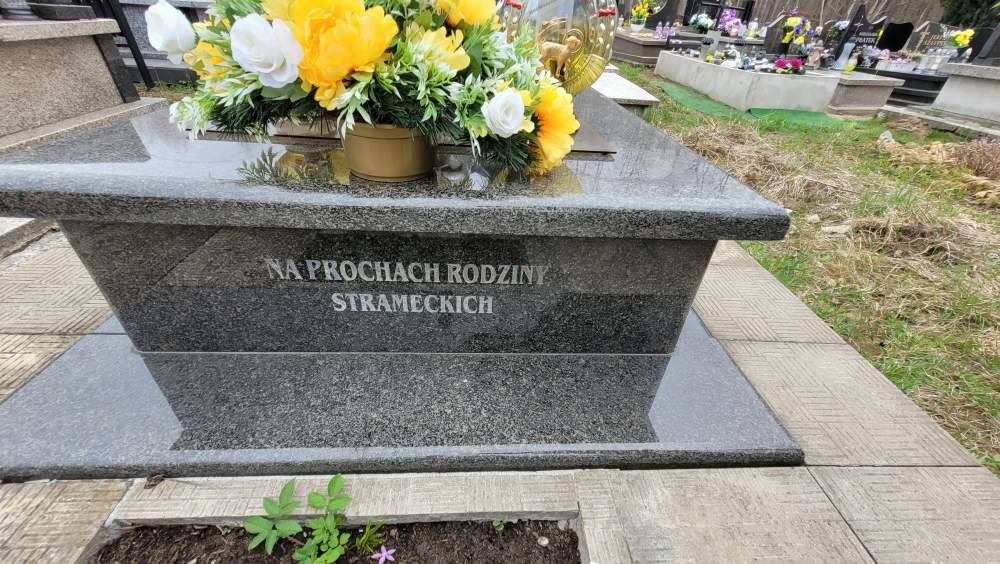 NA PROCHACH RODZINY
STRAMECKICH